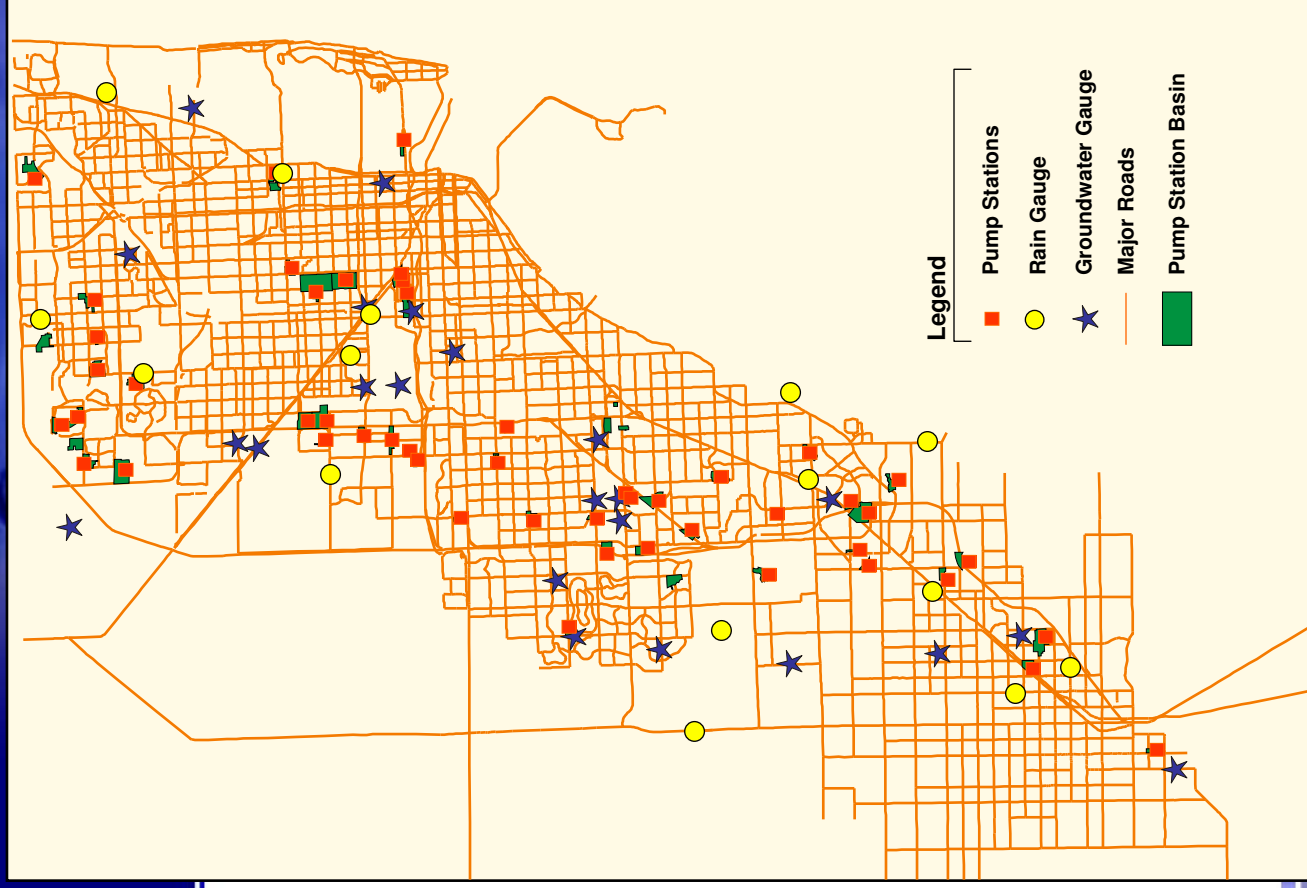 Legend
Pump Stations
Rain Gauge
Groundwater Gauge
Major Roads
Pump Station Basin